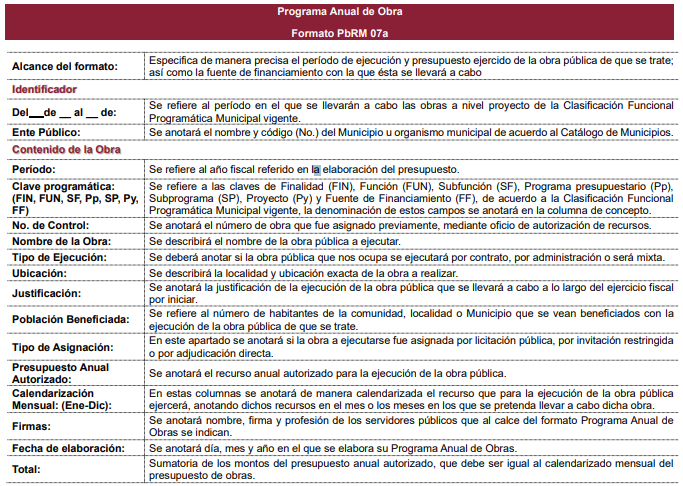 Programa Anual de Obra
Formato PbRM 07a
Alcance del formato:
Especifica de manera precisa el período de ejecución y presupuesto ejercido de la obra pública de que se trate;
así como la fuente de financiamiento con la que ésta se llevará a cabo
Identificador
Del___de __ al __ de:
Se refiere al período en el que se llevarán a cabo las obras a nivel proyecto de la Clasificación Funcional
Programática Municipal vigente.
Ente Público:
Se anotará el nombre y código (No.) del Municipio u organismo municipal de acuerdo al Catálogo de Municipios.
Contenido de la Obra
Período:
Se refiere al año fiscal referido en la elaboración del presupuesto.
Clave programática:
(FIN, FUN, SF, Pp, SP, Py,
FF)
Se refiere a las claves de Finalidad (FIN), Función (FUN), Subfunción (SF), Programa presupuestario (Pp),
Subprograma (SP), Proyecto (Py) y Fuente de Financiamiento (FF), de acuerdo a la Clasificación Funcional
Programática Municipal vigente, la denominación de estos campos se anotará en la columna de concepto.
No. de Control:
Se anotará el número de obra que fue asignado previamente, mediante oficio de autorización de recursos.
Nombre de la Obra:
Se describirá el nombre de la obra pública a ejecutar.
Tipo de Ejecución:
Se deberá anotar si la obra pública que nos ocupa se ejecutará por contrato, por administración o será mixta.
Ubicación:
Se describirá la localidad y ubicación exacta de la obra a realizar.
Justificación:
Se anotará la justificación de la ejecución de la obra pública que se llevará a cabo a lo largo del ejercicio fiscal
por iniciar.
Población Beneficiada:
Se refiere al número de habitantes de la comunidad, localidad o Municipio que se vean beneficiados con la
ejecución de la obra pública de que se trate.
Tipo de Asignación:
En este apartado se anotará si la obra a ejecutarse fue asignada por licitación pública, por invitación restringida
o por adjudicación directa.
Presupuesto Anual
Autorizado:
Se anotará el recurso anual autorizado para la ejecución de la obra pública.
Calendarización
Mensual: (Ene-Dic):
En estas columnas se anotará de manera calendarizada el recurso que para la ejecución de la obra pública
ejercerá, anotando dichos recursos en el mes o los meses en los que se pretenda llevar a cabo dicha obra.
Firmas:
Se anotará nombre, firma y profesión de los servidores públicos que al calce del formato Programa Anual de
Obras se indican.
Fecha de elaboración:
Se anotará día, mes y año en el que se elabora su Programa Anual de Obras.
Total:
Sumatoria de los montos del presupuesto anual autorizado, que debe ser igual al calendarizado mensual del
presupuesto de obras.